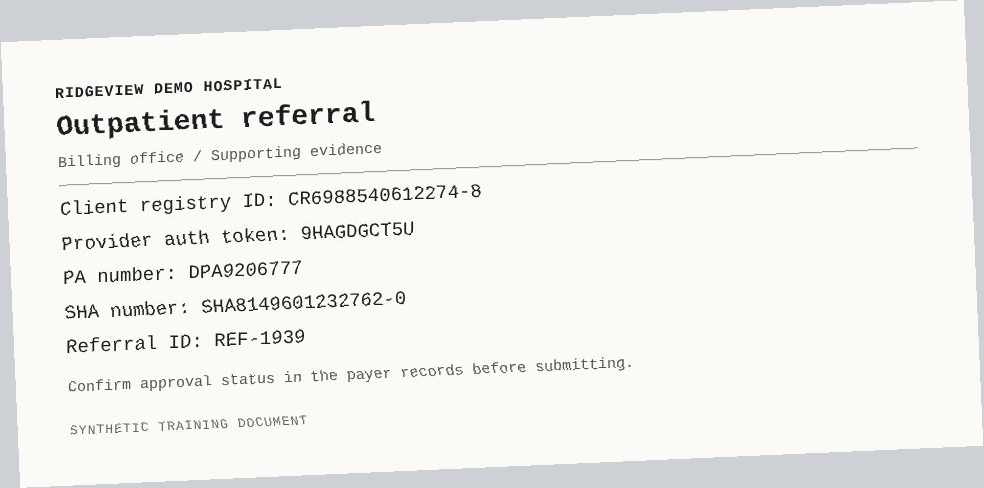 RIDGEVIEW DEMO HOSPITAL
Outpatient referral
Billing office / Supporting evidence
Client registry ID: CR6988540612274-8
Provider auth token: 9HAGDGCT5U
PA number: DPA9206777
SHA number: SHA8149601232762-0
Referral ID: REF-1939
Confirm approval status in the payer records before submitting.
SYNTHETIC TRAINING DOCUMENT